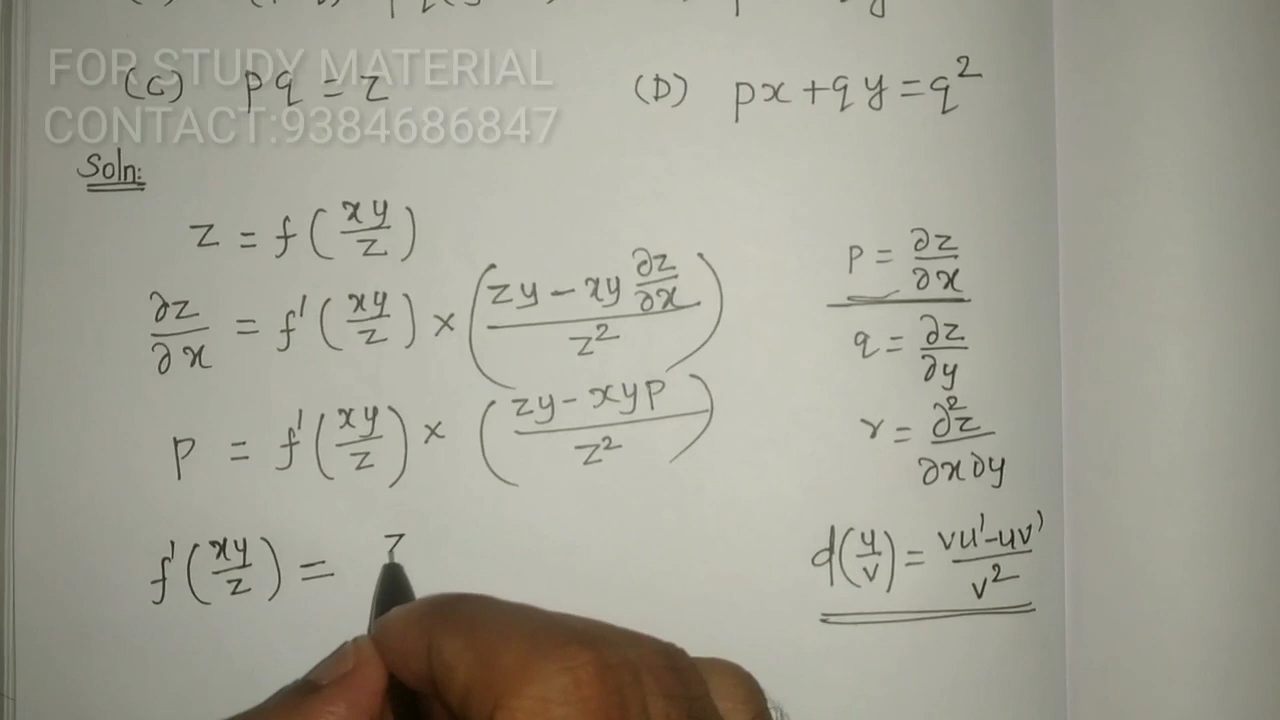 FOR STUDY MATERIAL
CONTACT:9384686847
(C) pq = z
(D) px + qy = q²
Soln:
z = f(xy/z)
∂z/∂x = f'(xy/z) × ((zy - xy ∂z/∂x)/z²)
p = f'(xy/z) × ((zy - xyp)/z²)
f'(xy/z) = z
p = ∂z/∂x
q = ∂z/∂y
r = ∂²z/∂x∂y
d(u/v) = (vu' - uv')/v²